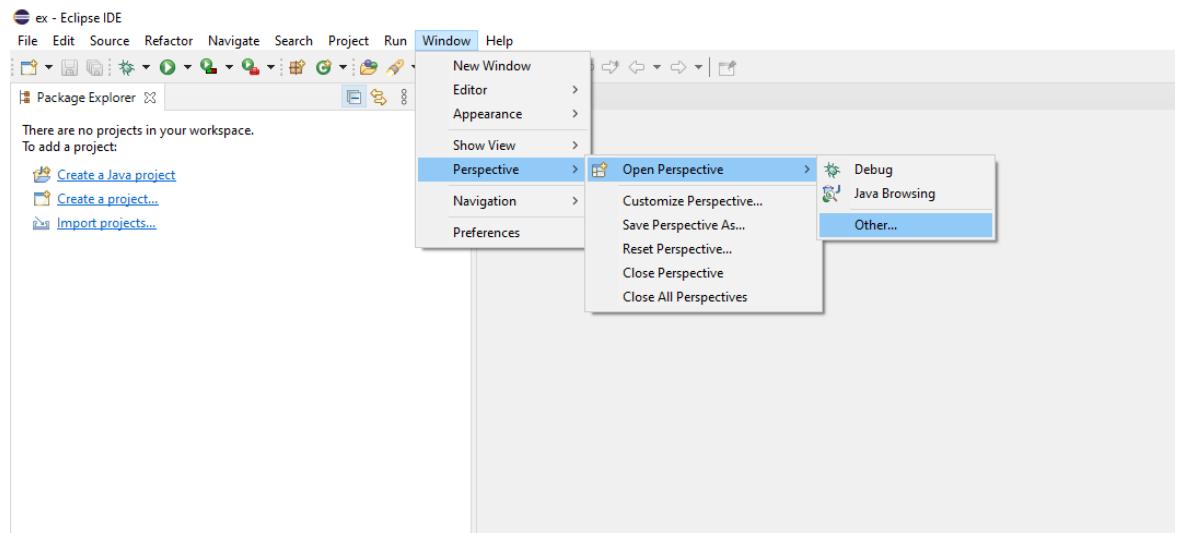 ex - Eclipse IDE
File Edit Source Refactor Navigate Search Project Run Window Help
Package Explorer
There are no projects in your workspace.
To add a project:
Create a Java project
Create a project...
Import projects...
New Window
Editor
Appearance
Show View
Perspective
Navigation
Preferences
Open Perspective
Customize Perspective...
Save Perspective As...
Reset Perspective...
Close Perspective
Close All Perspectives
Debug
Java Browsing
Other...